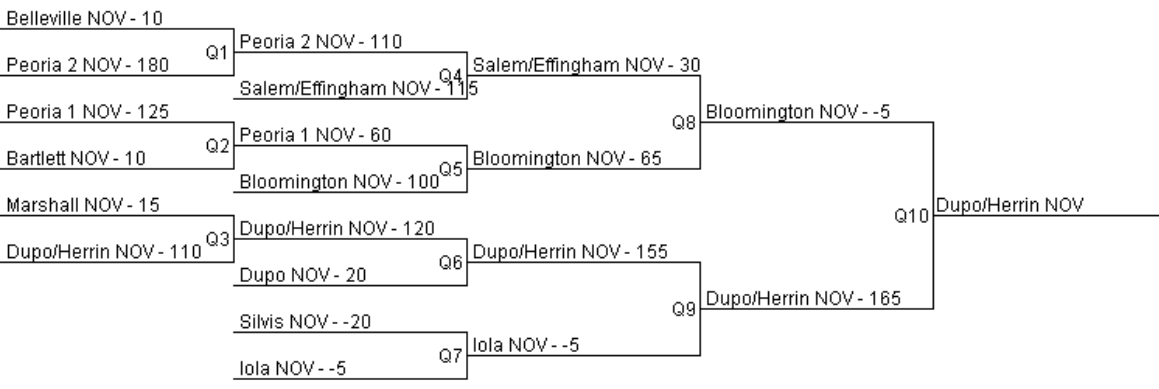 Belleville NOV - 10
Q1
Peoria 2 NOV - 180
Peoria 2 NOV - 110
Q4
Salem/Effingham NOV - 115
Salem/Effingham NOV - 30
Peoria 1 NOV - 125
Q2
Bartlett NOV - 10
Peoria 1 NOV - 60
Q5
Bloomington NOV - 100
Bloomington NOV - 65
Q8
Bloomington NOV - -5
Marshall NOV - 15
Q3
Dupo/Herrin NOV - 110
Dupo/Herrin NOV - 120
Q6
Dupo NOV - 20
Dupo/Herrin NOV - 155
Silvis NOV - -20
Q7
Iola NOV - -5
Iola NOV - -5
Q9
Dupo/Herrin NOV - 165
Q10
Dupo/Herrin NOV